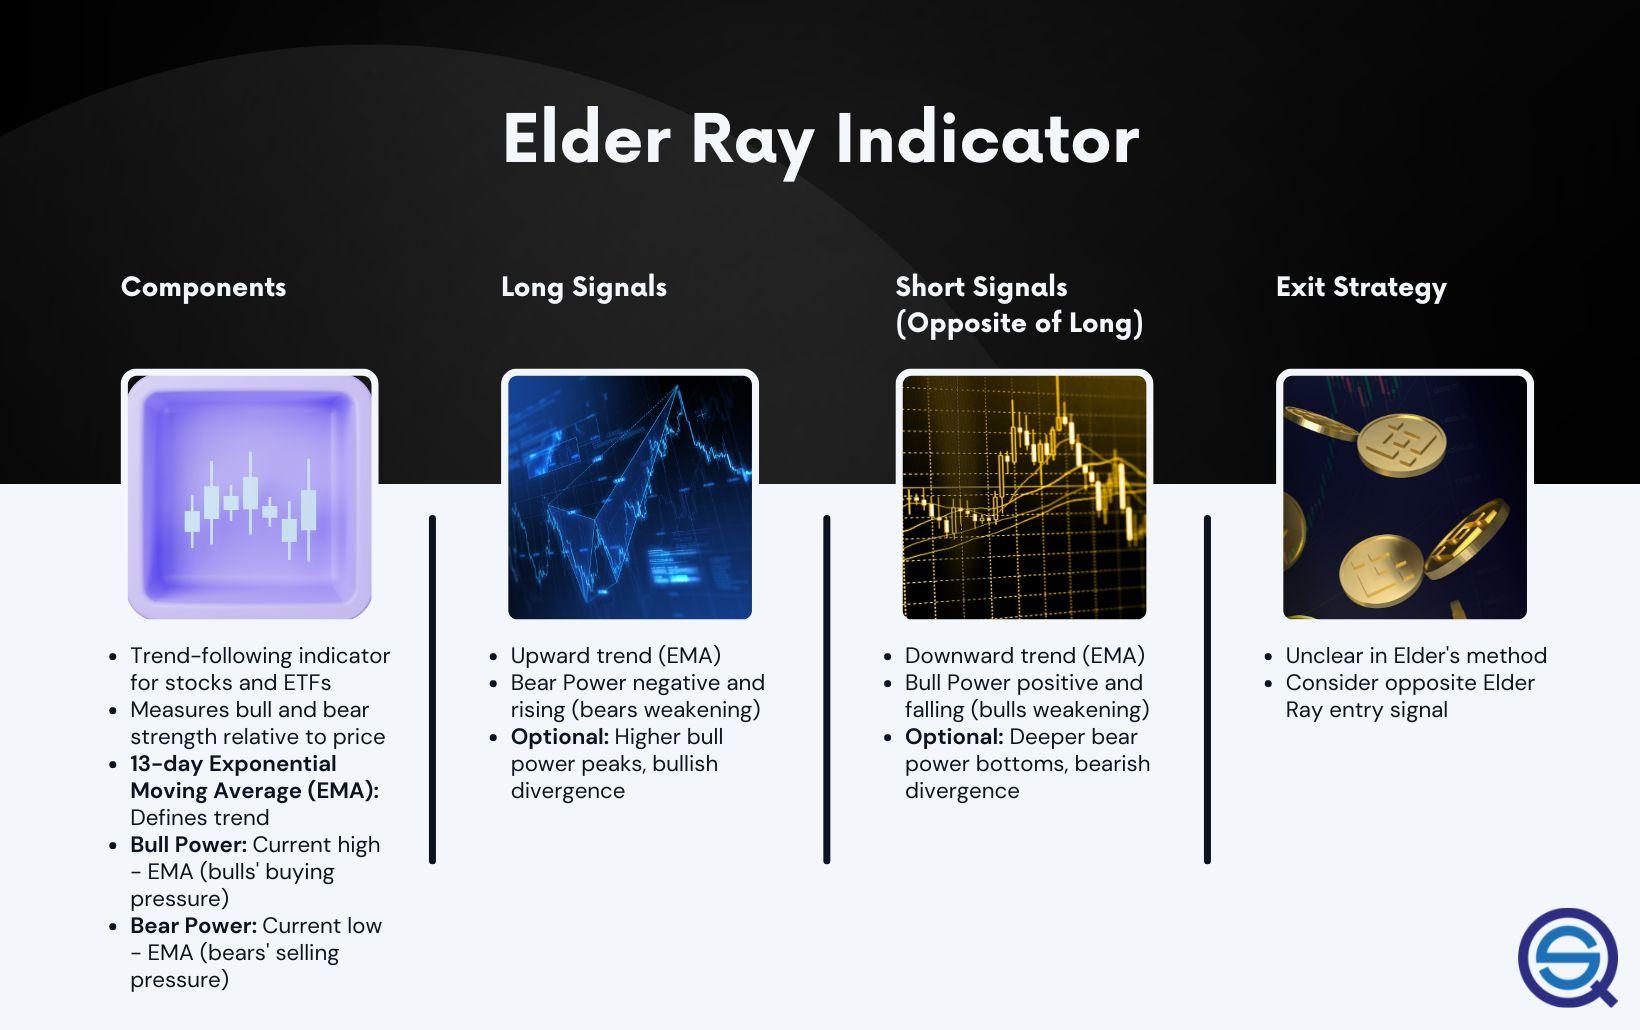 Elder Ray Indicator
Components
Trend-following indicator
for stocks and ETFs
Measures bull and bear
strength relative to price
13-day Exponential
Moving Average (EMA):
Defines trend
Bull Power: Current high
- EMA (bulls' buying
pressure)
Bear Power: Current low
- EMA (bears' selling
pressure)
Long Signals
Upward trend (EMA)
Bear Power negative and
rising (bears weakening)
Optional: Higher bull
power peaks, bullish
divergence
Short Signals
(Opposite of Long)
Downward trend (EMA)
Bull Power positive and
falling (bulls weakening)
Optional: Deeper bear
power bottoms, bearish
divergence
Exit Strategy
Unclear in Elder's method
Consider opposite Elder
Ray entry signal